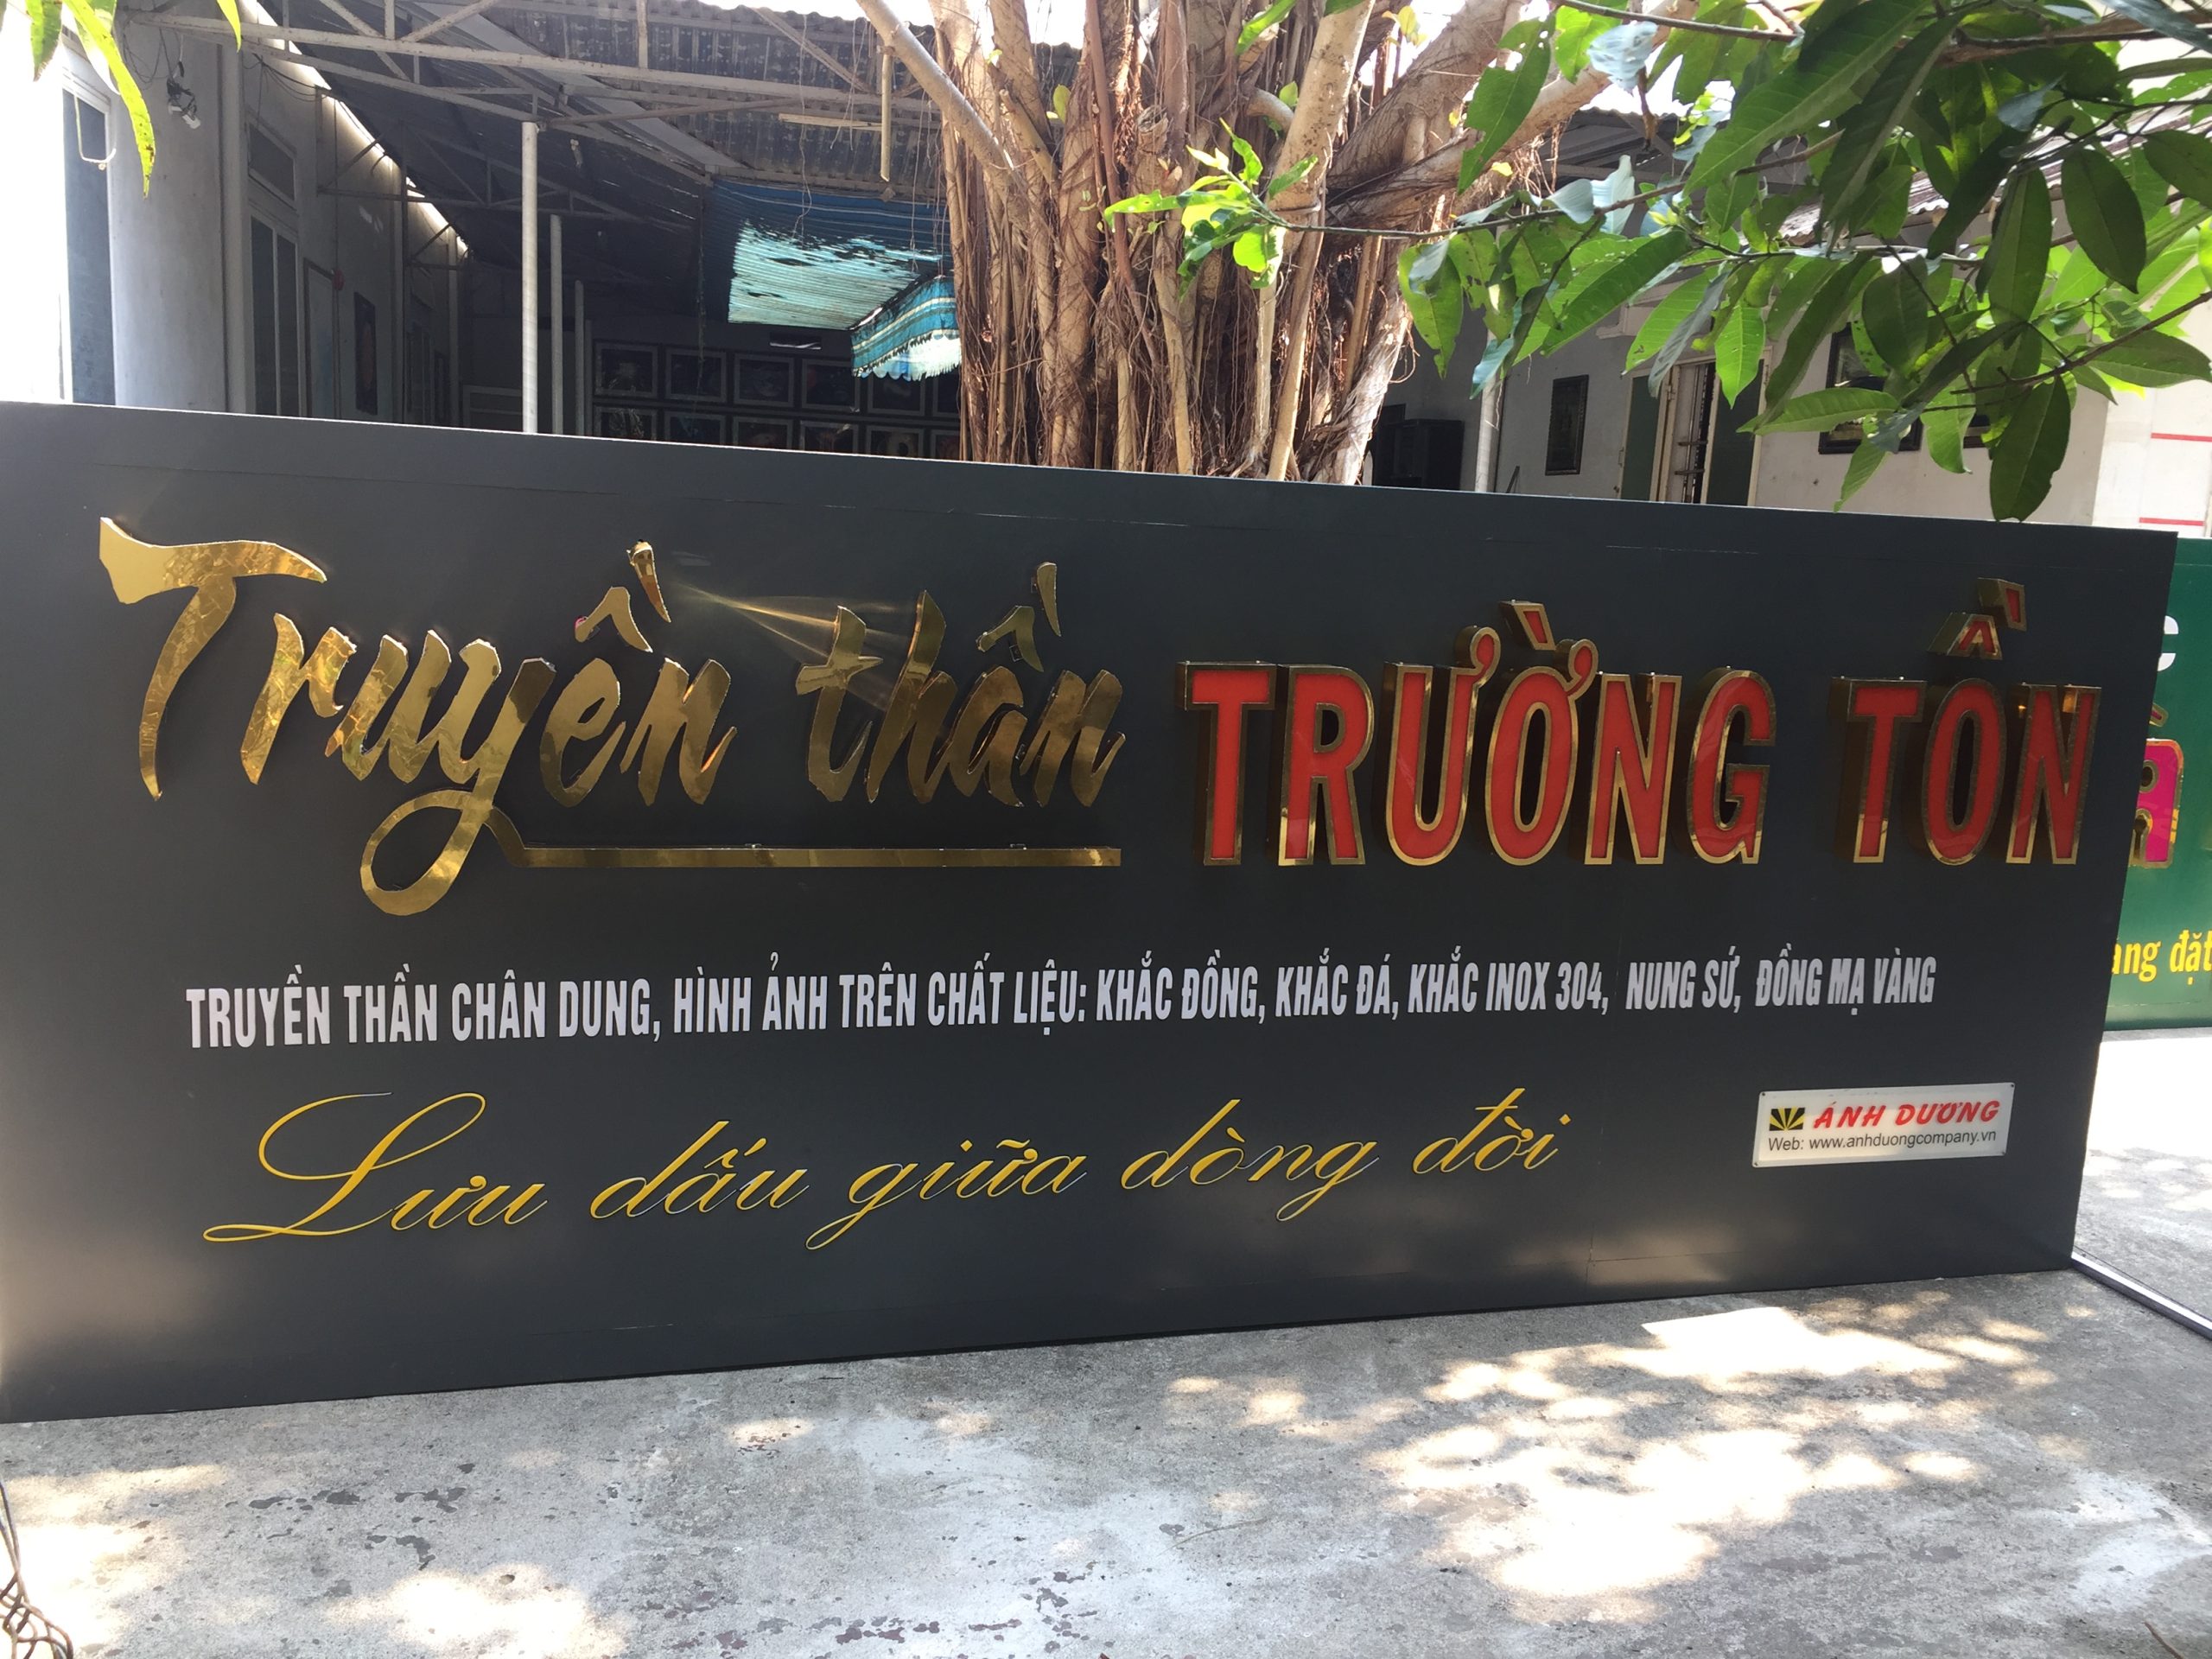 Truyền thần TRƯỜNG TỒN
TRUYỀN THẦN CHÂN DUNG, HÌNH ẢNH TRÊN CHẤT LIỆU: KHẮC ĐỒNG, KHẮC ĐÁ, KHẮC INOX 304, NUNG SỨ, ĐỒNG MẠ VÀNG
Lưu dấu giữa dòng đời
ÁNH DƯƠNG
Web: www.anhduongcompany.vn
đặt